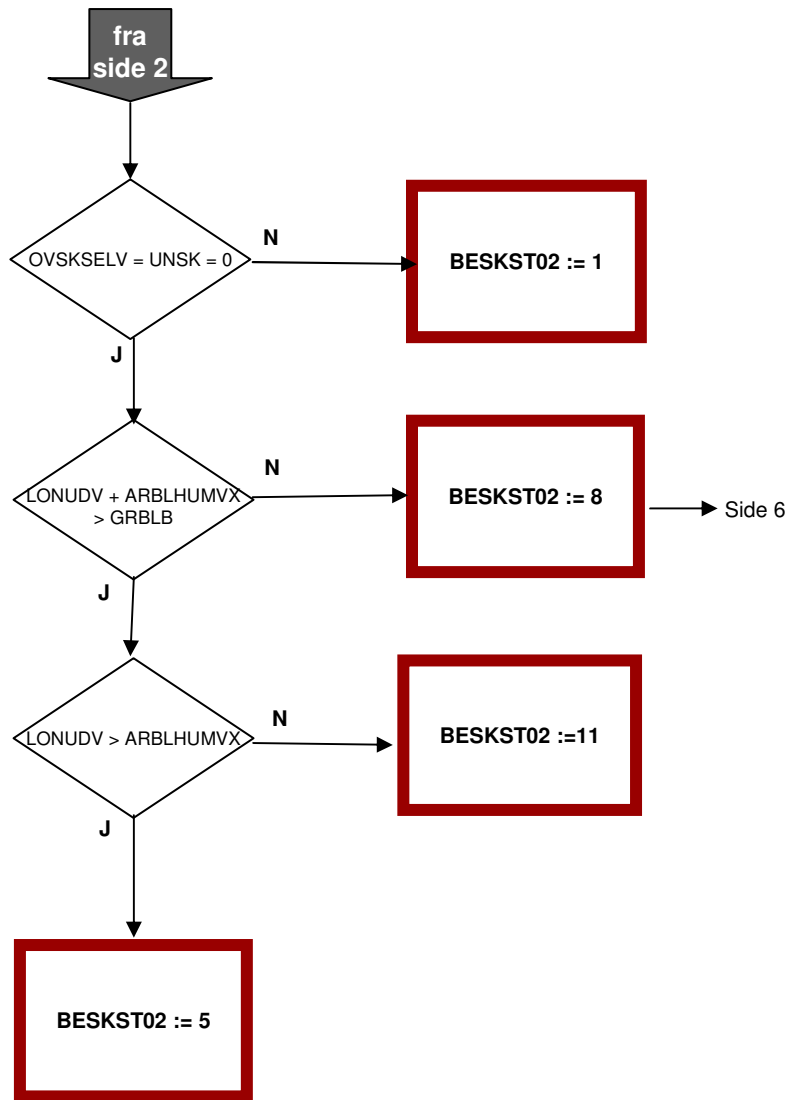 fra
side 2
OVSKSELV = UNSK = 0
N
BESKST02 := 1
J
LONUDV + ARBLHUMVX
> GRBLB
N
BESKST02 := 8
Side 6
J
LONUDV > ARBLHUMVX
N
BESKST02 :=11
J
BESKST02 := 5